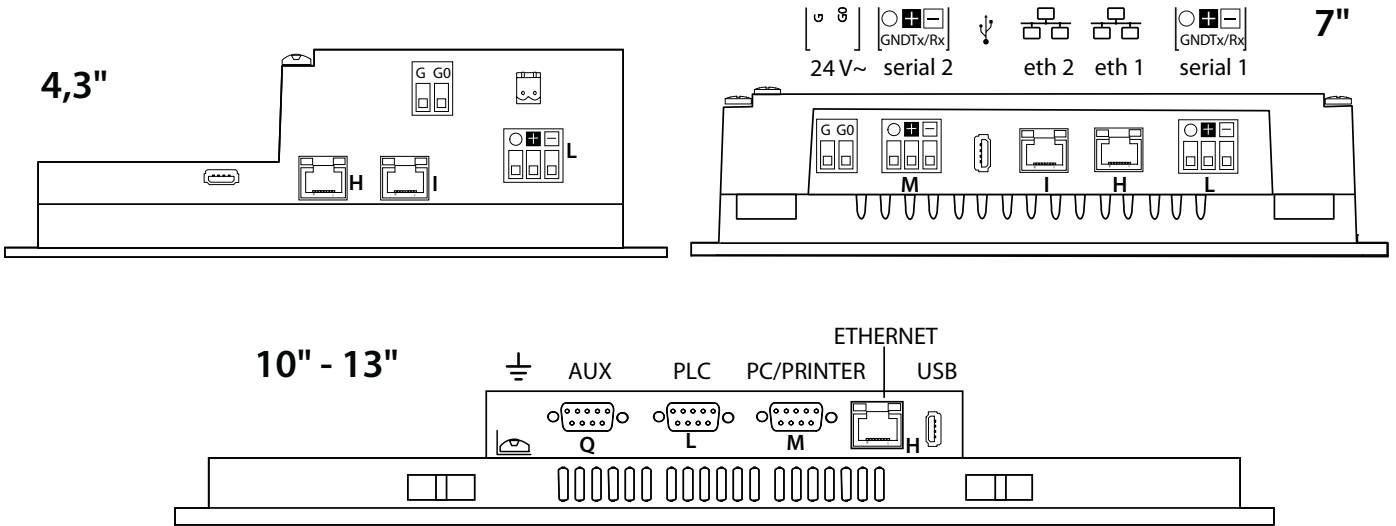 4,3"
G G0
L
H
I
G G0
GNDTx/Rx
GNDTx/Rx
7"
24 V~ serial 2 eth 2 eth 1 serial 1
G G0
M
I
H
L
10" - 13"
ETHERNET
AUX PLC PC/PRINTER USB
Q
L
M
H